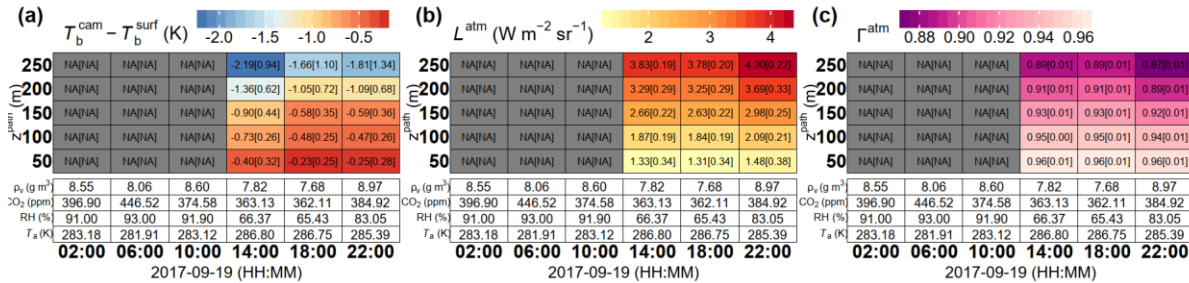 (a) T_b^cam − T_b^surf (K) -2.0 -1.5 -1.0 -0.5
250 NA[NA] NA[NA] NA[NA] -2.19[0.94] -1.66[1.10] -1.81[1.34]
200 NA[NA] NA[NA] NA[NA] -1.36[0.62] -1.05[0.72] -1.09[0.68]
150 NA[NA] NA[NA] NA[NA] -0.90[0.44] -0.58[0.35] -0.59[0.36]
100 NA[NA] NA[NA] NA[NA] -0.73[0.26] -0.48[0.25] -0.47[0.26]
50 NA[NA] NA[NA] NA[NA] -0.40[0.32] -0.23[0.25] -0.25[0.28]
z^path (m)
ρv (g m³) 8.55 8.06 8.60 7.82 7.68 8.97
CO₂ (ppm) 396.90 446.52 374.58 363.13 362.11 384.92
RH (%) 91.00 93.00 91.90 66.37 65.43 83.05
Ta (K) 283.18 281.91 283.12 286.80 286.75 285.39
02:00 06:00 10:00 14:00 18:00 22:00
2017-09-19 (HH:MM)
(b) L^atm (W m⁻² sr⁻¹) 2 3 4
250 NA[NA] NA[NA] NA[NA] 3.83[0.19] 3.78[0.20] 4.30[0.22]
200 NA[NA] NA[NA] NA[NA] 3.29[0.29] 3.25[0.29] 3.69[0.33]
150 NA[NA] NA[NA] NA[NA] 2.66[0.22] 2.63[0.22] 2.98[0.25]
100 NA[NA] NA[NA] NA[NA] 1.87[0.19] 1.84[0.19] 2.09[0.21]
50 NA[NA] NA[NA] NA[NA] 1.33[0.34] 1.31[0.34] 1.48[0.38]
z^path (m)
ρv (g m³) 8.55 8.06 8.60 7.82 7.68 8.97
CO₂ (ppm) 396.90 446.52 374.58 363.13 362.11 384.92
RH (%) 91.00 93.00 91.90 66.37 65.43 83.05
Ta (K) 283.18 281.91 283.12 286.80 286.75 285.39
02:00 06:00 10:00 14:00 18:00 22:00
2017-09-19 (HH:MM)
(c) Γ^atm 0.88 0.90 0.92 0.94 0.96
250 NA[NA] NA[NA] NA[NA] 0.89[0.01] 0.89[0.01] 0.87[0.01]
200 NA[NA] NA[NA] NA[NA] 0.91[0.01] 0.91[0.01] 0.89[0.01]
150 NA[NA] NA[NA] NA[NA] 0.93[0.01] 0.93[0.01] 0.92[0.01]
100 NA[NA] NA[NA] NA[NA] 0.95[0.00] 0.95[0.01] 0.94[0.01]
50 NA[NA] NA[NA] NA[NA] 0.96[0.01] 0.96[0.01] 0.96[0.01]
z^path (m)
ρv (g m³) 8.55 8.06 8.60 7.82 7.68 8.97
CO₂ (ppm) 396.90 446.52 374.58 363.13 362.11 384.92
RH (%) 91.00 93.00 91.90 66.37 65.43 83.05
Ta (K) 283.18 281.91 283.12 286.80 286.75 285.39
02:00 06:00 10:00 14:00 18:00 22:00
2017-09-19 (HH:MM)